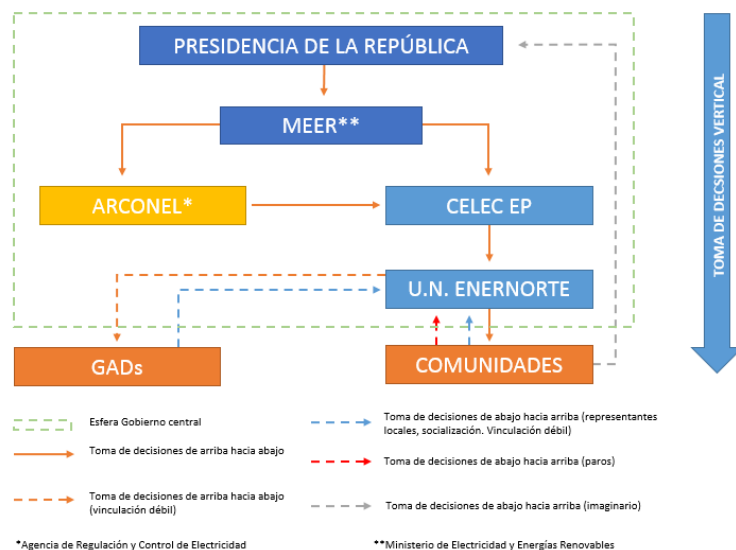 PRESIDENCIA DE LA REPÚBLICA
MEER**
ARCONEL*
CELEC EP
U.N. ENERNORTE
GADs
COMUNIDADES
TOMA DE DECSIONES VERTICAL
Esfera Gobierno central
Toma de decisiones de arriba hacia abajo
Toma de decisiones de arriba hacia abajo
(vinculación débil)
Toma de decisiones de abajo hacia arriba (representantes
locales, socialización. Vinculación débil)
Toma de decisiones de abajo hacia arriba (paros)
Toma de decisiones de abajo hacia arriba (imaginario)
*Agencia de Regulación y Control de Electricidad
**Ministerio de Electricidad y Energías Renovables